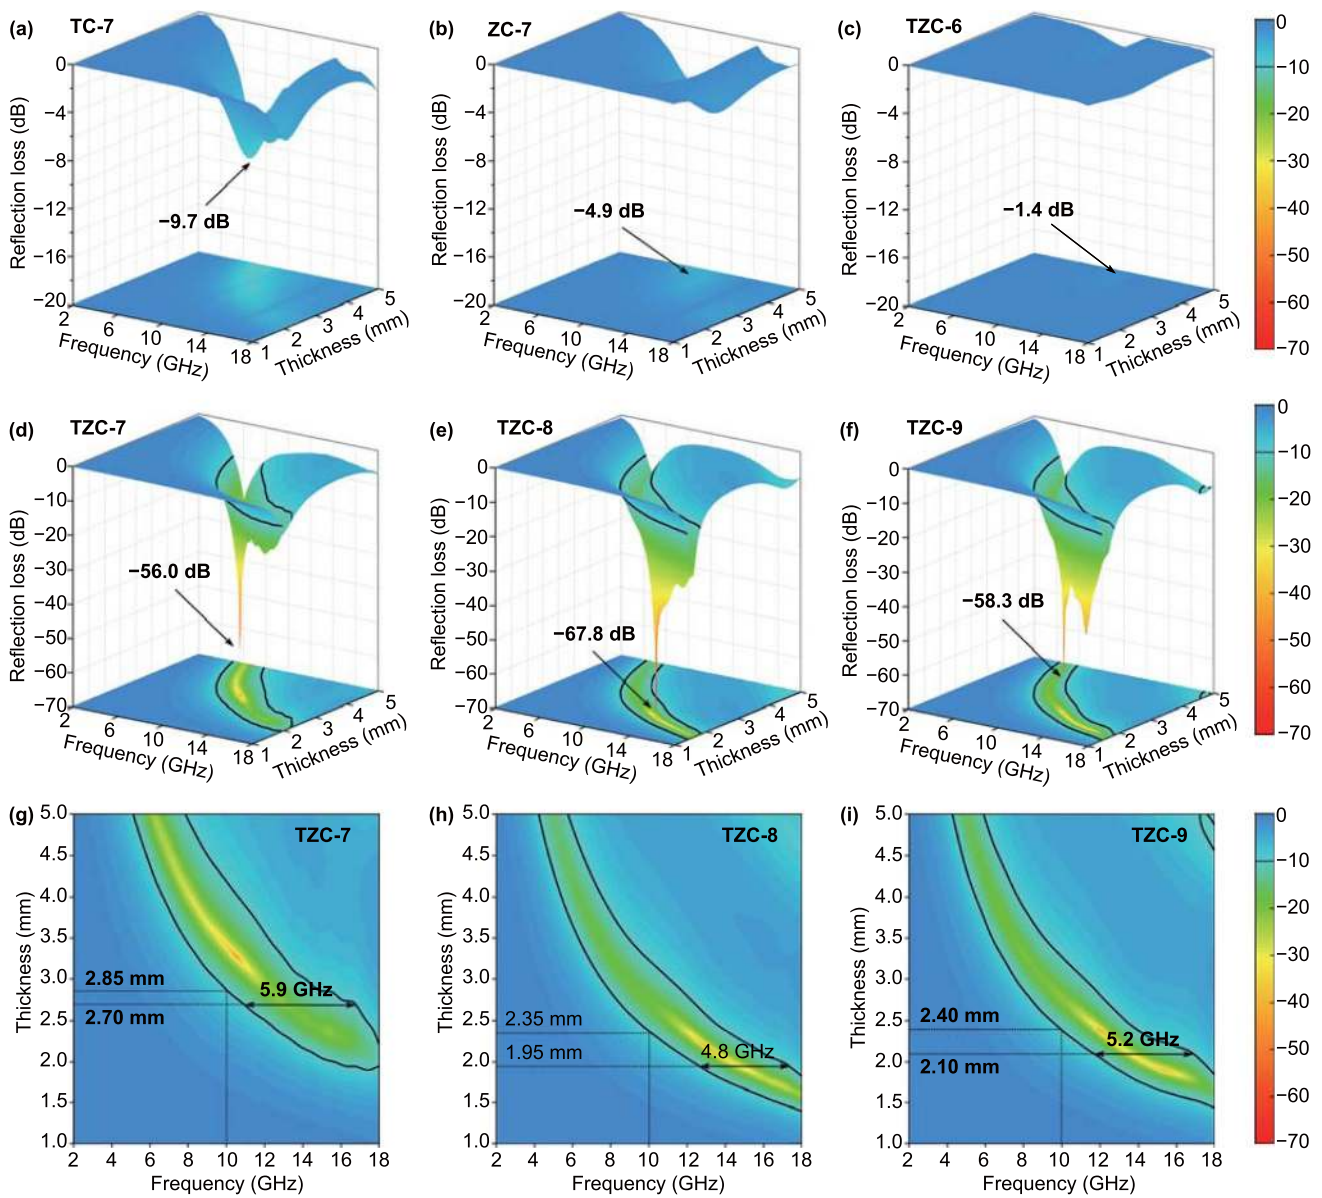 (a) TC-7
0
−4
−8
−12
−16
−20
Reflection loss (dB)
−9.7 dB
2 6 10 14 18
Frequency (GHz)
1 2 3 4 5
Thickness (mm)
(b) ZC-7
0
−4
−8
−12
−16
−20
Reflection loss (dB)
−4.9 dB
2 6 10 14 18
Frequency (GHz)
1 2 3 4 5
Thickness (mm)
(c) TZC-6
0
−4
−8
−12
−16
−20
Reflection loss (dB)
−1.4 dB
2 6 10 14 18
Frequency (GHz)
1 2 3 4 5
Thickness (mm)
0
−10
−20
−30
−40
−50
−60
−70
(d) TZC-7
0
−10
−20
−30
−40
−50
−60
−70
Reflection loss (dB)
−56.0 dB
2 6 10 14 18
Frequency (GHz)
1 2 3 4 5
Thickness (mm)
(e) TZC-8
0
−10
−20
−30
−40
−50
−60
−70
Reflection loss (dB)
−67.8 dB
2 6 10 14 18
Frequency (GHz)
1 2 3 4 5
Thickness (mm)
(f) TZC-9
0
−10
−20
−30
−40
−50
−60
−70
Reflection loss (dB)
−58.3 dB
2 6 10 14 18
Frequency (GHz)
1 2 3 4 5
Thickness (mm)
0
−10
−20
−30
−40
−50
−60
−70
(g) TZC-7
5.0
4.5
4.0
3.5
3.0
2.5
2.0
1.5
1.0
Thickness (mm)
2.85 mm
5.9 GHz
2.70 mm
2 4 6 8 10 12 14 16 18
Frequency (GHz)
(h) TZC-8
5.0
4.5
4.0
3.5
3.0
2.5
2.0
1.5
1.0
Thickness (mm)
2.35 mm
1.95 mm
4.8 GHz
2 4 6 8 10 12 14 16 18
Frequency (GHz)
(i) TZC-9
5.0
4.5
4.0
3.5
3.0
2.5
2.0
1.5
1.0
Thickness (mm)
2.40 mm
5.2 GHz
2.10 mm
2 4 6 8 10 12 14 16 18
Frequency (GHz)
0
−10
−20
−30
−40
−50
−60
−70